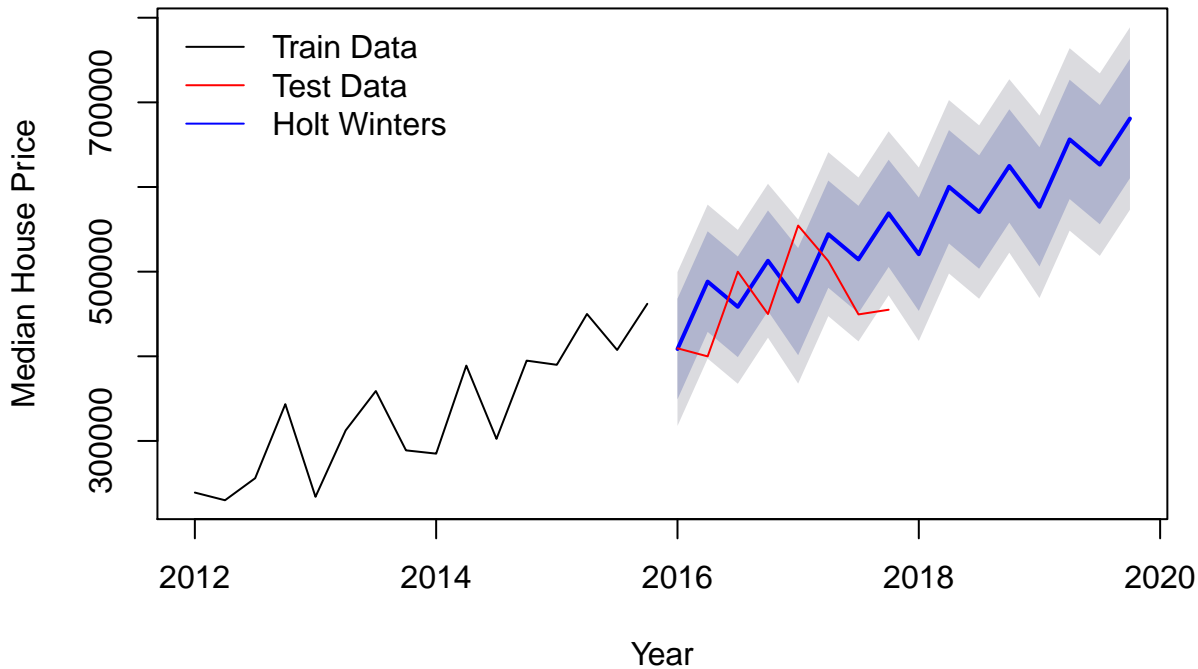 Train Data
Test Data
Holt Winters
Median House Price
700000
500000
300000
2012 2014 2016 2018 2020
Year